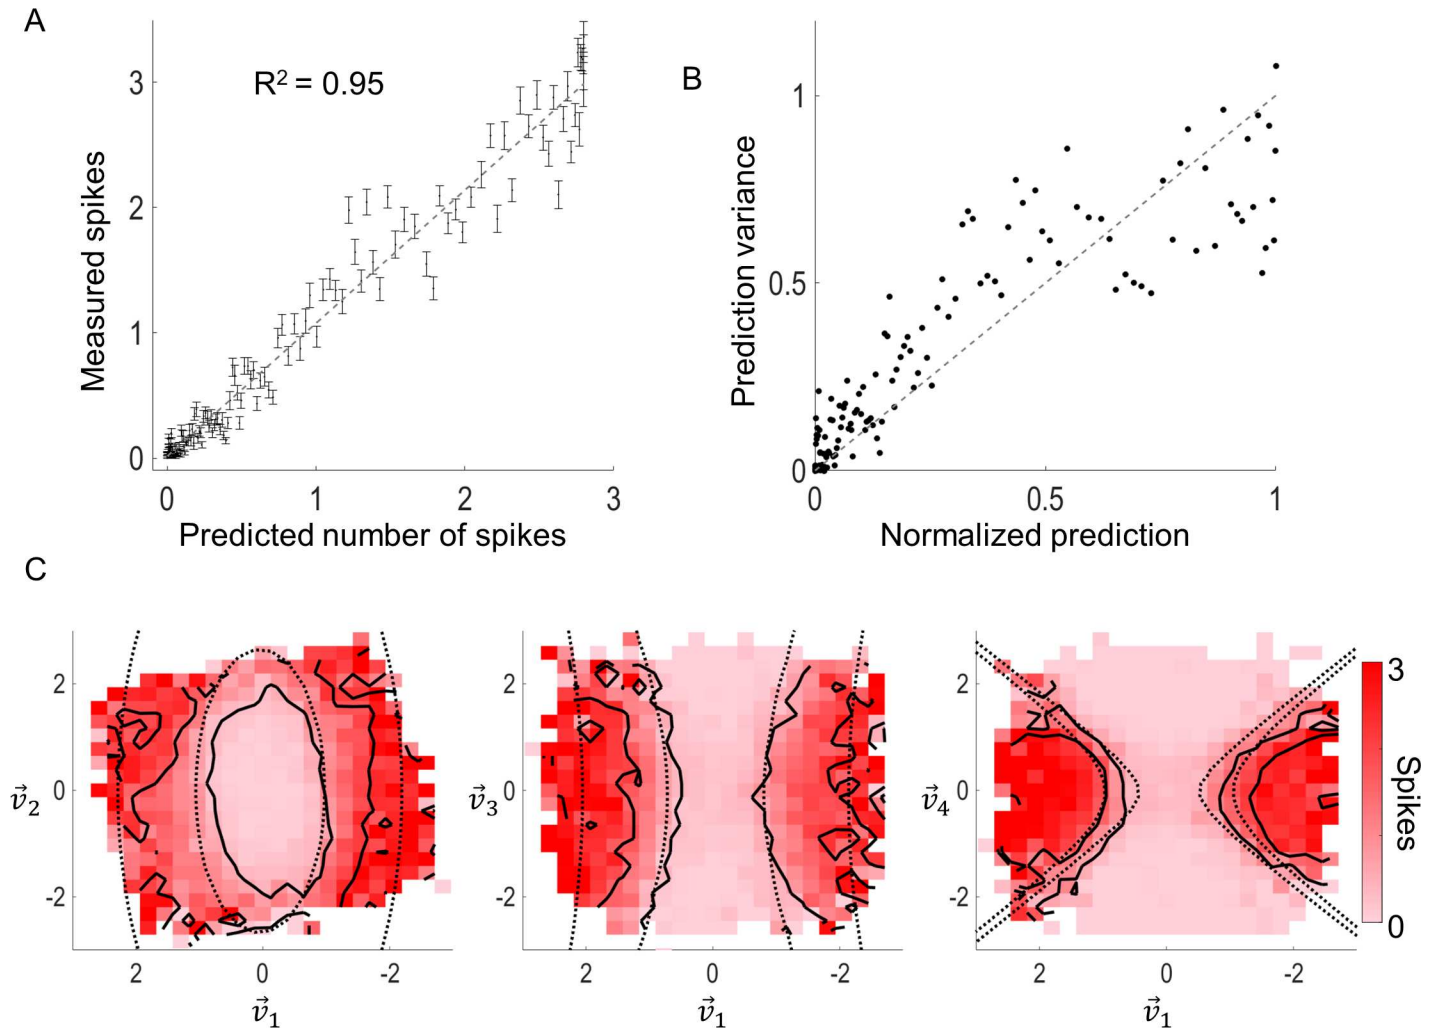 A
R² = 0.95
3
2
1
0
Measured spikes
0 1 2 3
Predicted number of spikes
B
1
0.5
0
Prediction variance
0 0.5 1
Normalized prediction
C
2
0
-2
v⃗2
2 0 -2
v⃗1
2
0
-2
v⃗3
2 0 -2
v⃗1
2
0
-2
v⃗4
2 0 -2
v⃗1
3
0
Spikes